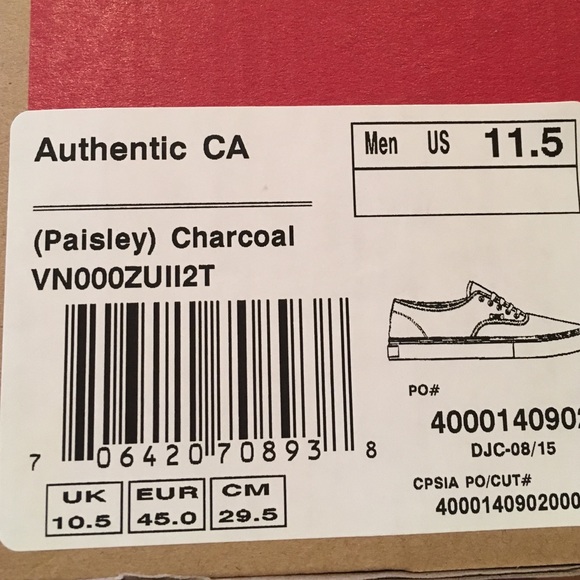 Authentic CA
Men US 11.5
(Paisley) Charcoal
VN000ZUII2T
7 06420 70893 8
PO#
4000140902
DJC-08/15
CPSIA PO/CUT#
4000140902000
UK
10.5
EUR
45.0
CM
29.5